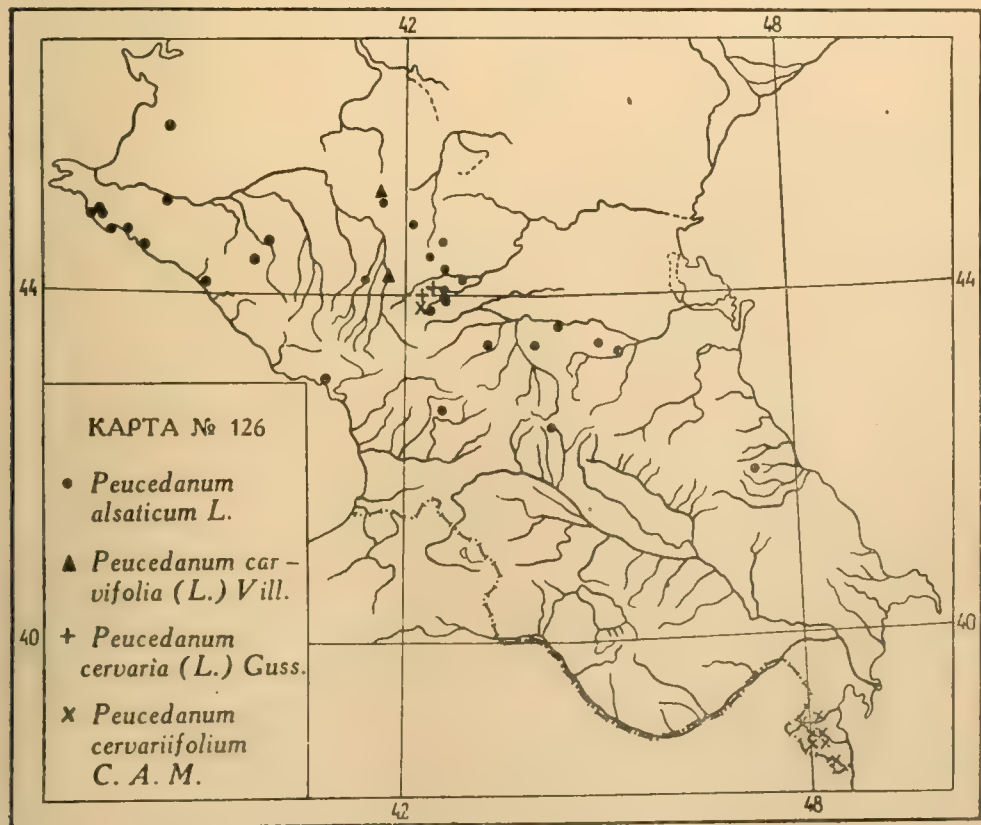 42
48
44
44
КАРТА № 126
• Peucedanum
alsaticum L.
▲ Peucedanum car-
vifolia (L.) Vill.
+ Peucedanum
cervaria (L.) Guss.
× Peucedanum
cervariifolium
C. A. M.
40
40
42
48